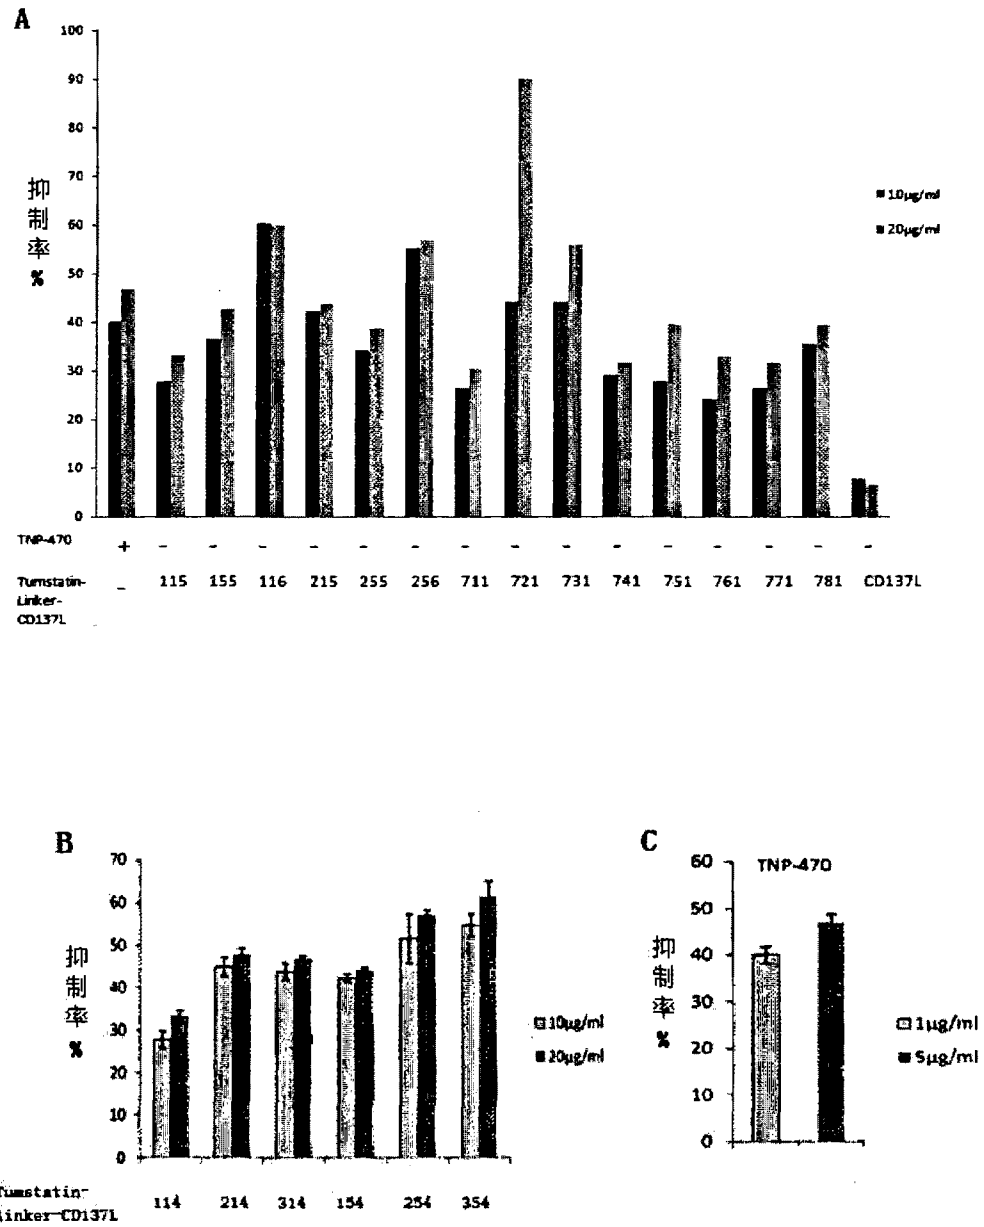 A
100
90
80
70
60
50
40
30
20
10
0
抑
制
率
%
10μg/ml
20μg/ml
TNP-470 + - - - - - - - - - - - - - - -
Tumstatin- - 115 155 116 215 255 256 711 721 731 741 751 761 771 781 CD137L
Linker-
CD137L
B
70
60
50
40
30
20
10
0
抑
制
率
%
10μg/ml
20μg/ml
Tumstatin- 114 214 314 154 254 354
linker-CD137L
C
TNP-470
60
50
40
30
20
10
0
抑
制
率
%
1μg/ml
5μg/ml